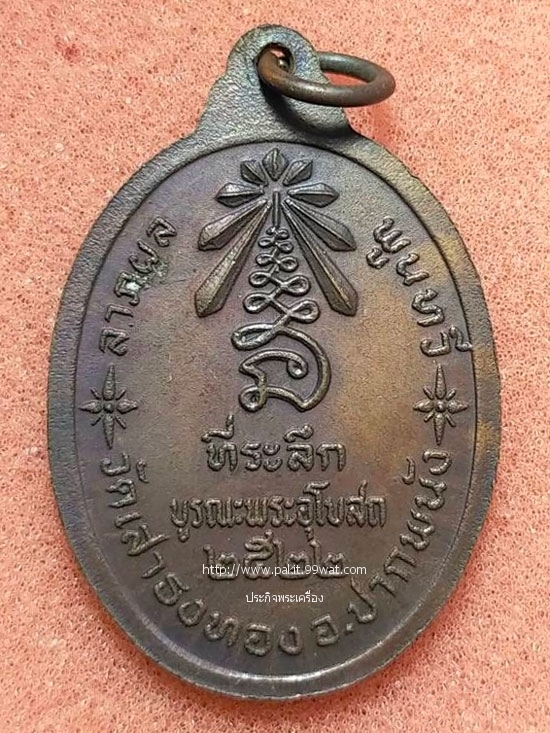 ลาภผล
พูนทวี
ที่ระลึก
บูรณะพระอุโบสถ
๒๕๒๒
วัดเสาธงทอง อ.ปากพนัง
http://www.pakit.99wat.com
ประกิจพระเครื่อง